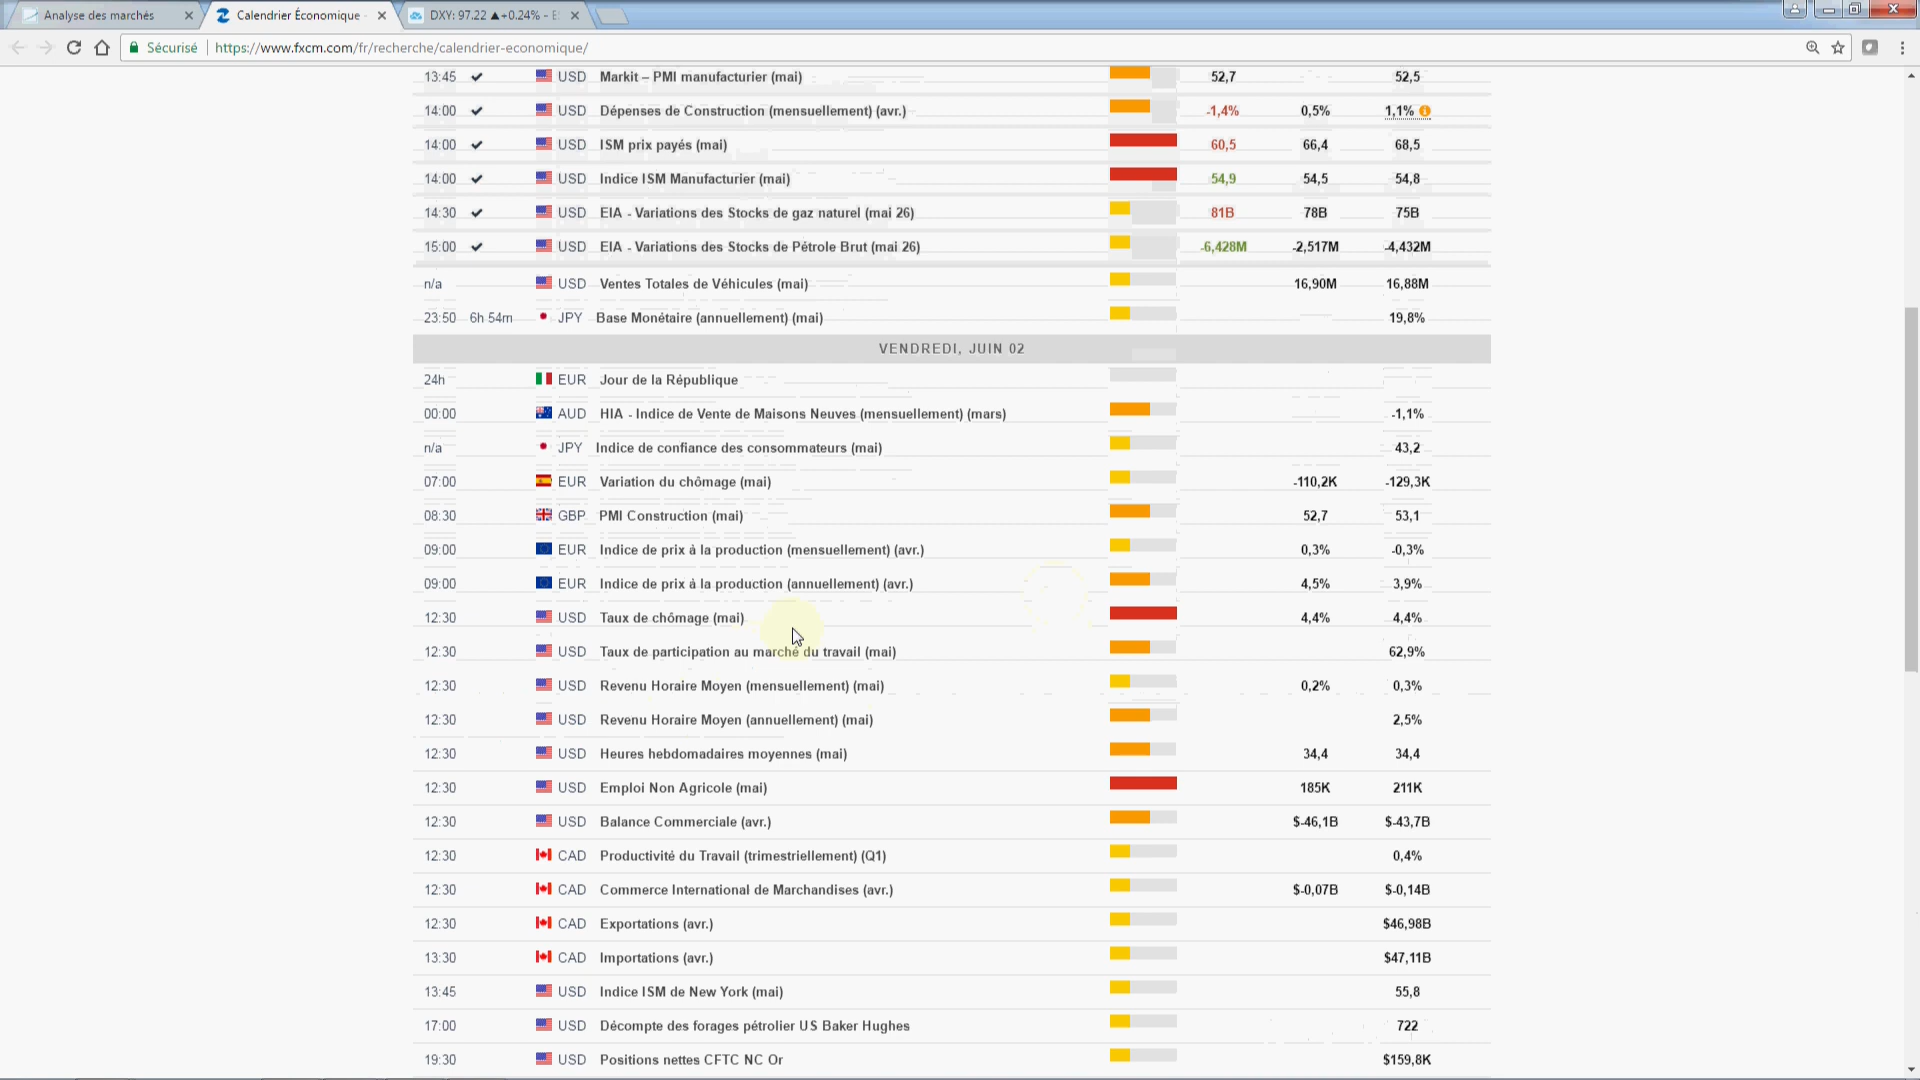 Analyse des marchés
Calendrier Économique -
DXY: 97.22 ▲+0.24% - E
Sécurisé https://www.fxcm.com/fr/recherche/calendrier-economique/
13:45 ✔ USD Markit – PMI manufacturier (mai) 52,7 52,5
14:00 ✔ USD Dépenses de Construction (mensuellement) (avr.) -1,4% 0,5% 1,1%
14:00 ✔ USD ISM prix payés (mai) 60,5 66,4 68,5
14:00 ✔ USD Indice ISM Manufacturier (mai) 54,9 54,5 54,8
14:30 ✔ USD EIA - Variations des Stocks de gaz naturel (mai 26) 81B 78B 75B
15:00 ✔ USD EIA - Variations des Stocks de Pétrole Brut (mai 26) -6,428M -2,517M -4,432M
n/a USD Ventes Totales de Véhicules (mai) 16,90M 16,88M
23:50 6h 54m JPY Base Monétaire (annuellement) (mai) 19,8%
VENDREDI, JUIN 02
24h EUR Jour de la République
00:00 AUD HIA - Indice de Vente de Maisons Neuves (mensuellement) (mars) -1,1%
n/a JPY Indice de confiance des consommateurs (mai) 43,2
07:00 EUR Variation du chômage (mai) -110,2K -129,3K
08:30 GBP PMI Construction (mai) 52,7 53,1
09:00 EUR Indice de prix à la production (mensuellement) (avr.) 0,3% -0,3%
09:00 EUR Indice de prix à la production (annuellement) (avr.) 4,5% 3,9%
12:30 USD Taux de chômage (mai) 4,4% 4,4%
12:30 USD Taux de participation au marché du travail (mai) 62,9%
12:30 USD Revenu Horaire Moyen (mensuellement) (mai) 0,2% 0,3%
12:30 USD Revenu Horaire Moyen (annuellement) (mai) 2,5%
12:30 USD Heures hebdomadaires moyennes (mai) 34,4 34,4
12:30 USD Emploi Non Agricole (mai) 185K 211K
12:30 USD Balance Commerciale (avr.) $-46,1B $-43,7B
12:30 CAD Productivité du Travail (trimestriellement) (Q1) 0,4%
12:30 CAD Commerce International de Marchandises (avr.) $-0,07B $-0,14B
12:30 CAD Exportations (avr.) $46,98B
13:30 CAD Importations (avr.) $47,11B
13:45 USD Indice ISM de New York (mai) 55,8
17:00 USD Décompte des forages pétrolier US Baker Hughes 722
19:30 USD Positions nettes CFTC NC Or $159,8K